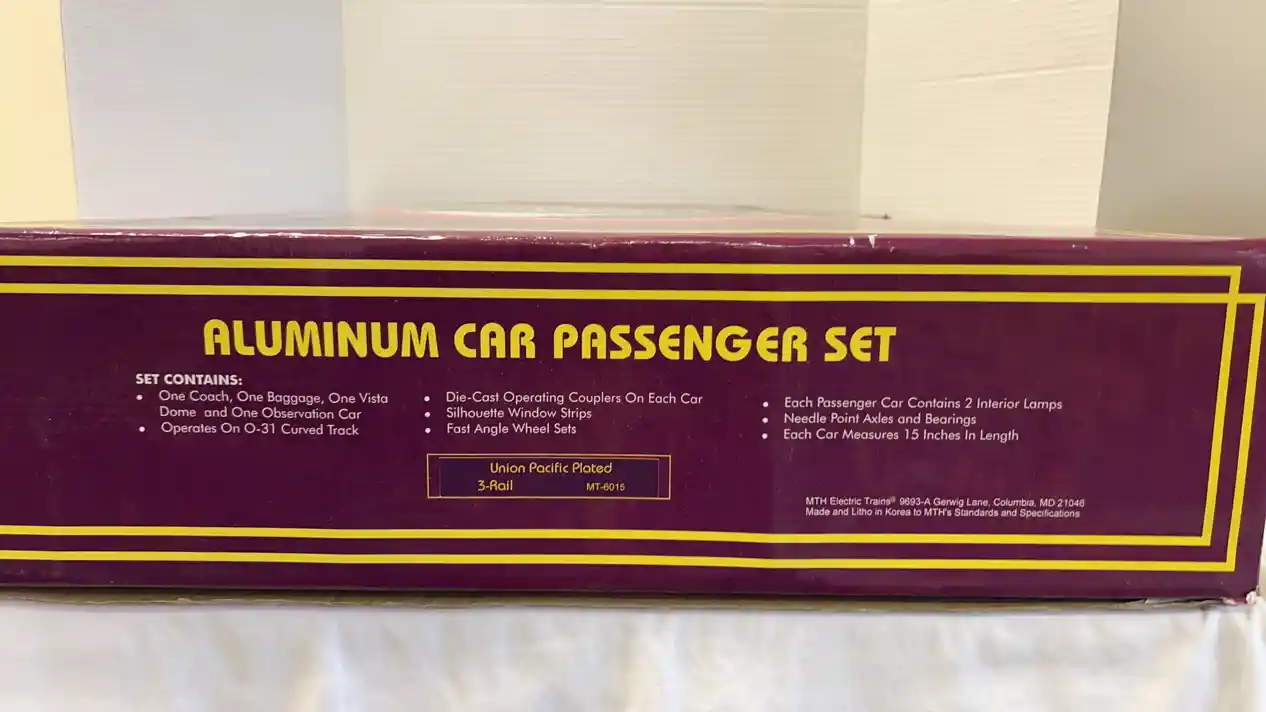 ALUMINUM CAR PASSENGER SET
SET CONTAINS:
• One Coach, One Baggage, One Vista
Dome and One Observation Car
• Operates On O-31 Curved Track
• Die-Cast Operating Couplers On Each Car
• Silhouette Window Strips
• Fast Angle Wheel Sets
• Each Passenger Car Contains 2 Interior Lamps
• Needle Point Axles and Bearings
• Each Car Measures 15 Inches In Length
Union Pacific Plated
3-Rail MT-6015
MTH Electric Trains® 9693-A Gerwig Lane, Columbia, MD 21046
Made and Litho in Korea to MTH's Standards and Specifications